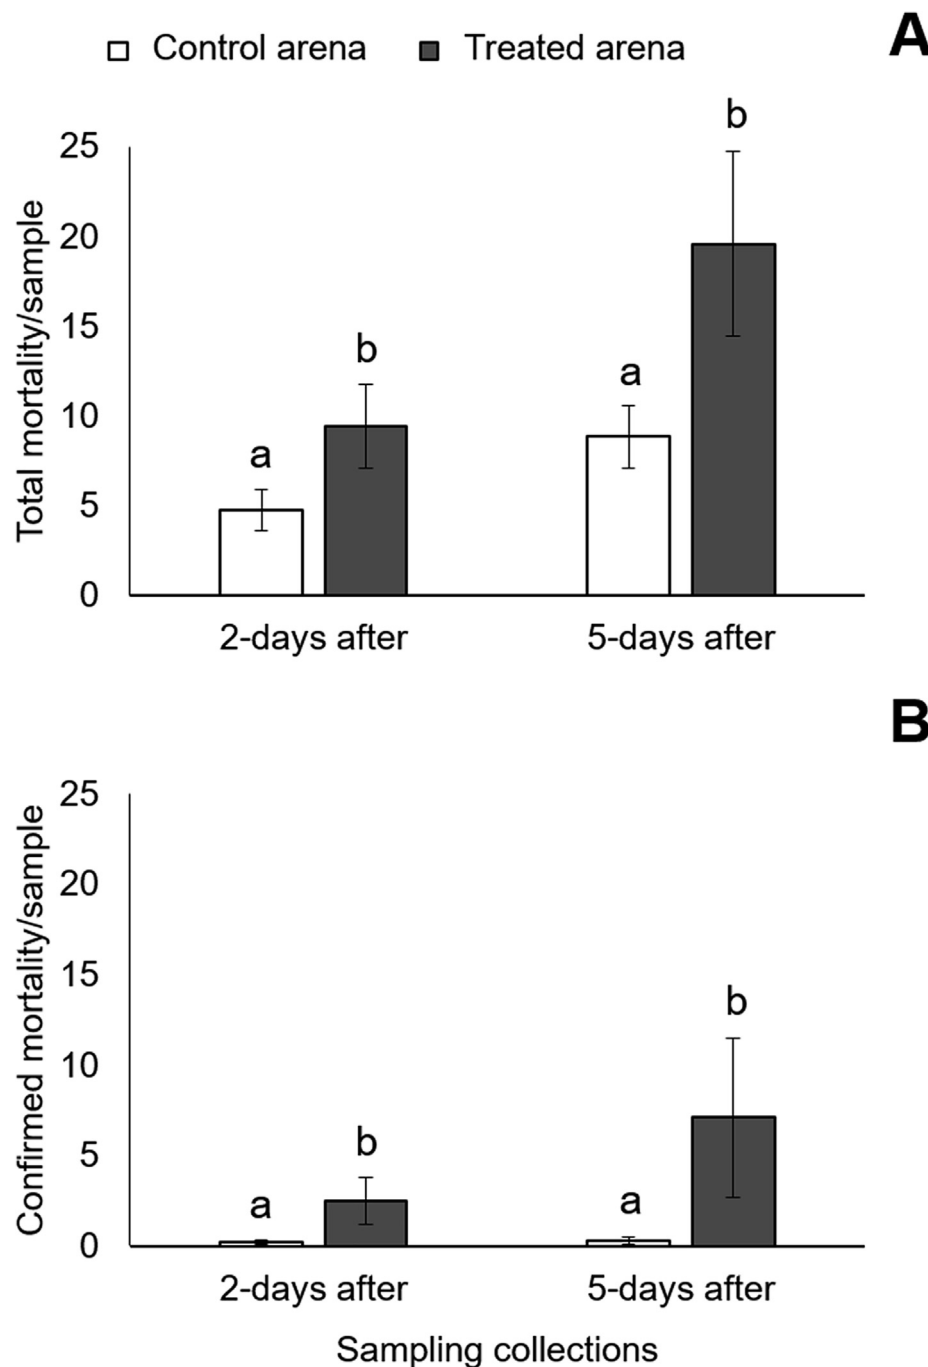 Control arena Treated arena
A
Total mortality/sample
25
20
15
10
5
0
a
b
a
b
2-days after 5-days after
B
Confirmed mortality/sample
25
20
15
10
5
0
a
b
a
b
2-days after 5-days after
Sampling collections